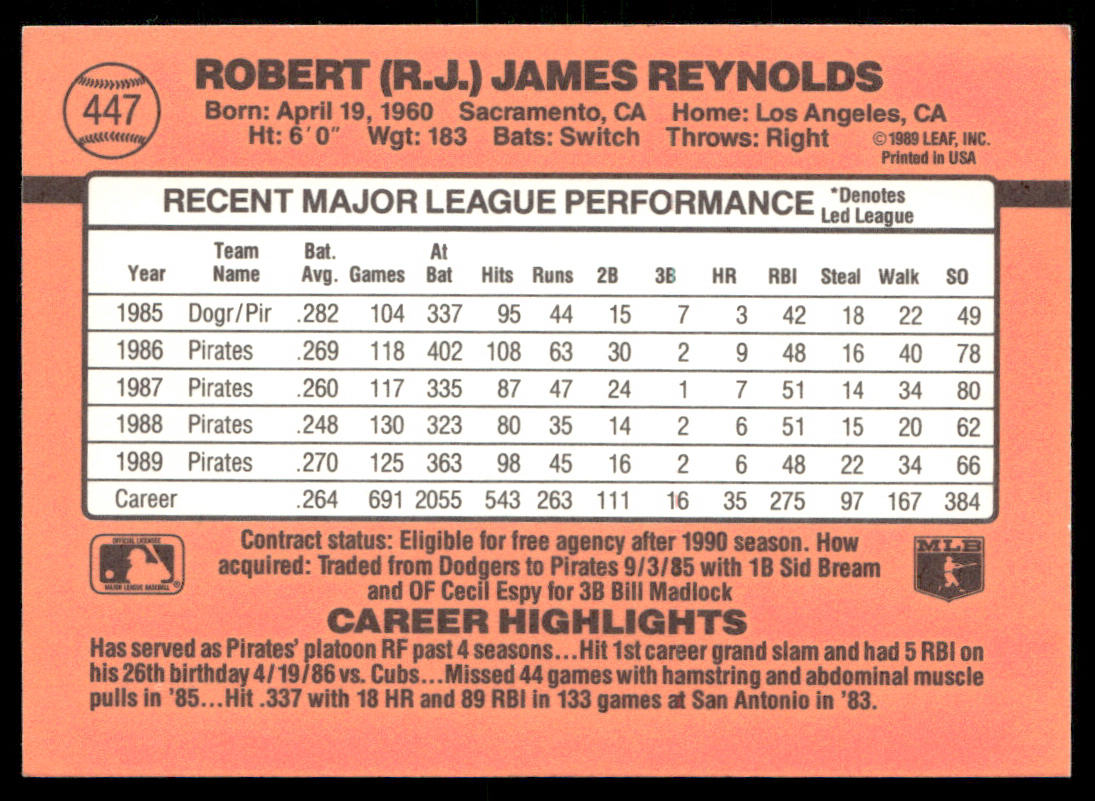 447
ROBERT (R.J.) JAMES REYNOLDS
Born: April 19, 1960 Sacramento, CA Home: Los Angeles, CA
Ht: 6' 0" Wgt: 183 Bats: Switch Throws: Right
©1989 LEAF, INC.
Printed in USA
RECENT MAJOR LEAGUE PERFORMANCE *Denotes Led League
Year Team Name Bat. Avg. Games At Bat Hits Runs 2B 3B HR RBI Steal Walk SO
1985 Dogr/Pir .282 104 337 95 44 15 7 3 42 18 22 49
1986 Pirates .269 118 402 108 63 30 2 9 48 16 40 78
1987 Pirates .260 117 335 87 47 24 1 7 51 14 34 80
1988 Pirates .248 130 323 80 35 14 2 6 51 15 20 62
1989 Pirates .270 125 363 98 45 16 2 6 48 22 34 66
Career .264 691 2055 543 263 111 16 35 275 97 167 384
OFFICIAL LICENSEE
MAJOR LEAGUE BASEBALL
®
Contract status: Eligible for free agency after 1990 season. How
acquired: Traded from Dodgers to Pirates 9/3/85 with 1B Sid Bream
and OF Cecil Espy for 3B Bill Madlock
MLB
CAREER HIGHLIGHTS
Has served as Pirates' platoon RF past 4 seasons...Hit 1st career grand slam and had 5 RBI on
his 26th birthday 4/19/86 vs. Cubs...Missed 44 games with hamstring and abdominal muscle
pulls in '85...Hit .337 with 18 HR and 89 RBI in 133 games at San Antonio in '83.